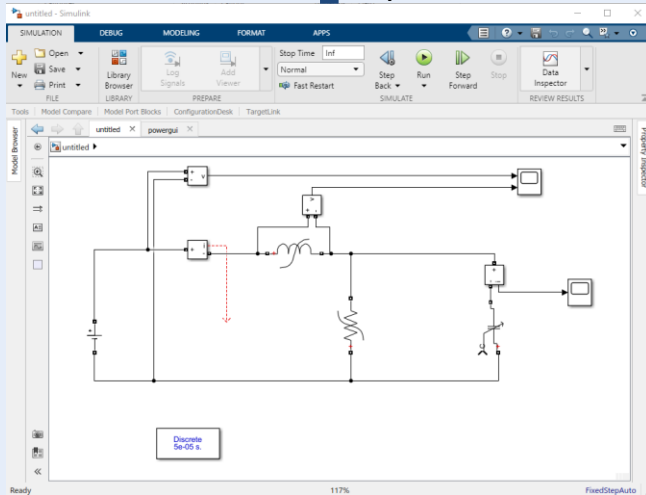 untitled - Simulink
SIMULATION DEBUG MODELING FORMAT APPS
New
Open
Save
Print
FILE
Library
Browser
LIBRARY
Log
Signals
Add
Viewer
PREPARE
Stop Time Inf
Normal
Fast Restart
Step
Back
Run
Step
Forward
Stop
SIMULATE
Data
Inspector
REVIEW RESULTS
Tools Model Compare Model Port Blocks ConfigurationDesk TargetLink
Model Browser
untitled powergui
Property Inspector
untitled
+ v
-
v
+ -
+ i
-
+
+
+ i
-
C
+
+
Discrete
5e-05 s.
Ready 117% FixedStepAuto